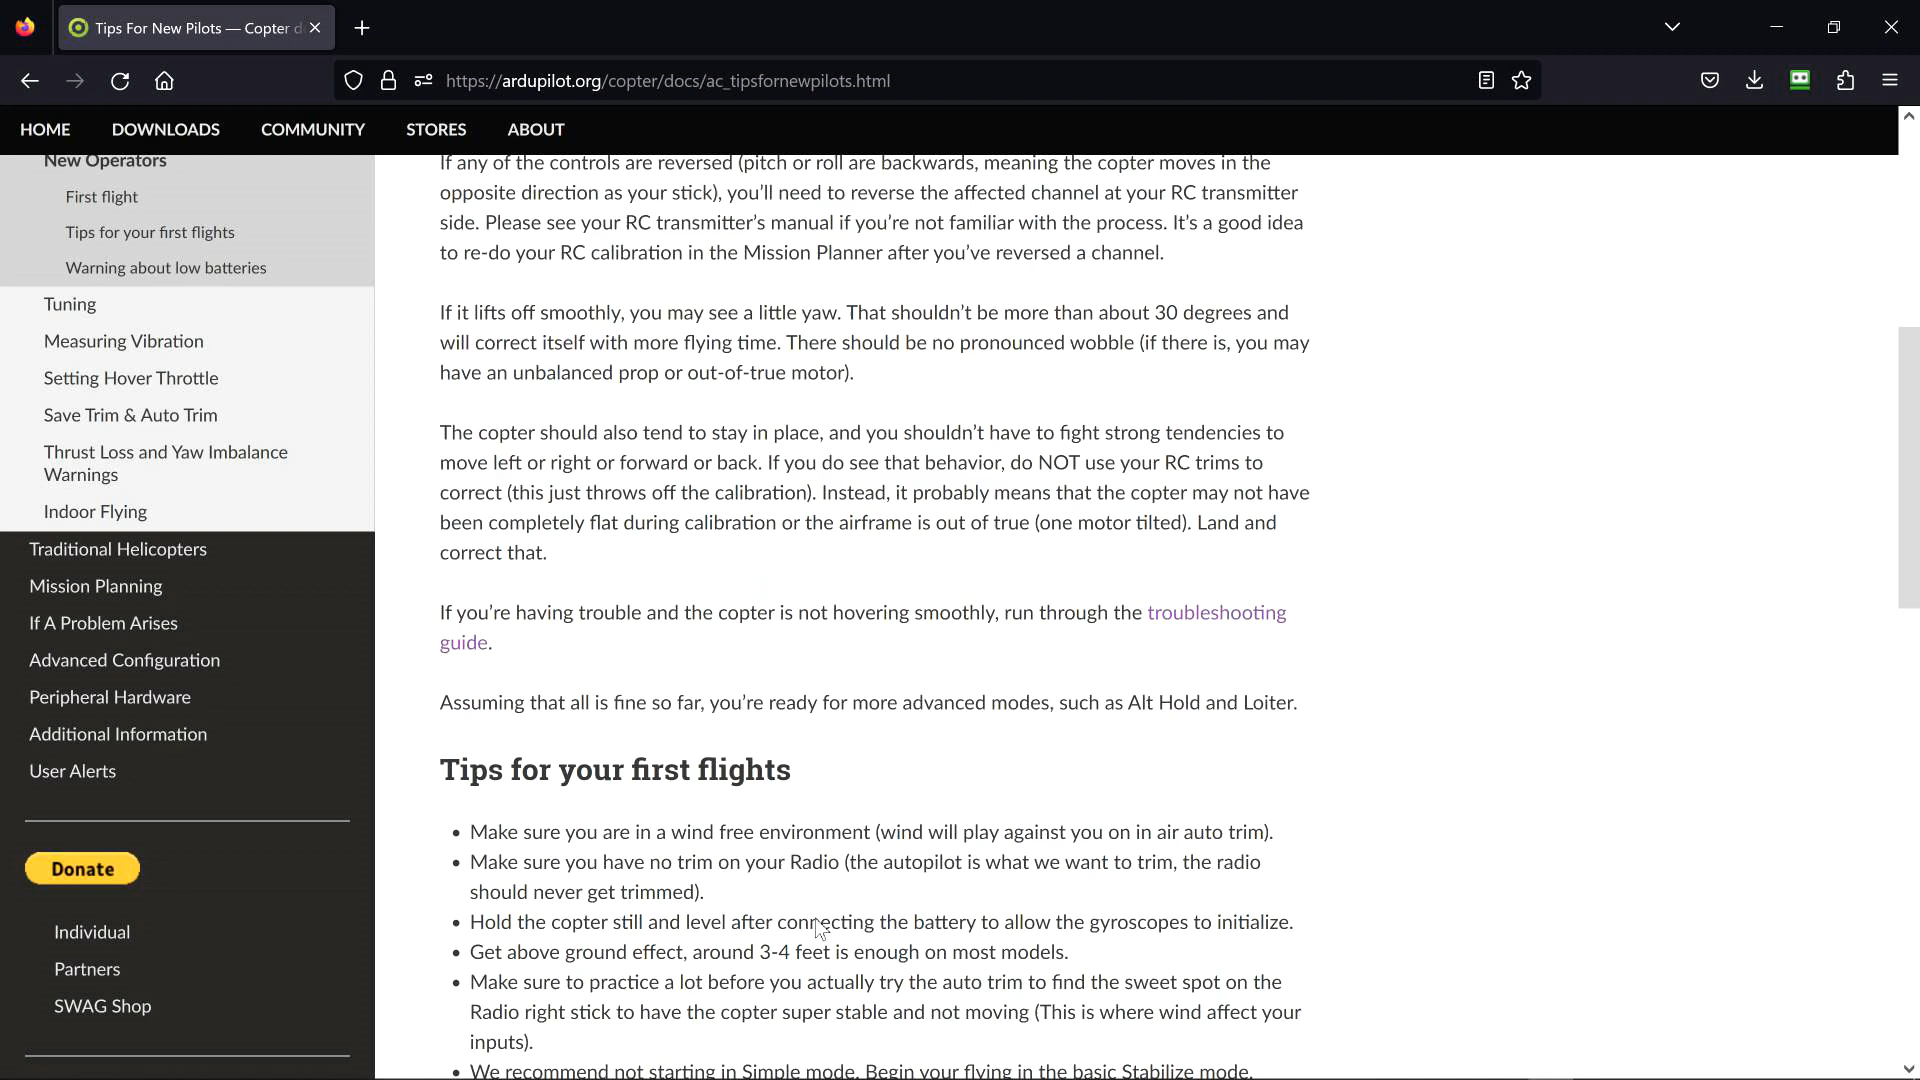 Tips For New Pilots — Copter d
https://ardupilot.org/copter/docs/ac_tipsfornewpilots.html
HOME DOWNLOADS COMMUNITY STORES ABOUT
New Operators
First flight
Tips for your first flights
Warning about low batteries
Tuning
Measuring Vibration
Setting Hover Throttle
Save Trim & Auto Trim
Thrust Loss and Yaw Imbalance
Warnings
Indoor Flying
Traditional Helicopters
Mission Planning
If A Problem Arises
Advanced Configuration
Peripheral Hardware
Additional Information
User Alerts
Donate
Individual
Partners
SWAG Shop
If any of the controls are reversed (pitch or roll are backwards, meaning the copter moves in the
opposite direction as your stick), you’ll need to reverse the affected channel at your RC transmitter
side. Please see your RC transmitter’s manual if you’re not familiar with the process. It’s a good idea
to re-do your RC calibration in the Mission Planner after you’ve reversed a channel.
If it lifts off smoothly, you may see a little yaw. That shouldn’t be more than about 30 degrees and
will correct itself with more flying time. There should be no pronounced wobble (if there is, you may
have an unbalanced prop or out-of-true motor).
The copter should also tend to stay in place, and you shouldn’t have to fight strong tendencies to
move left or right or forward or back. If you do see that behavior, do NOT use your RC trims to
correct (this just throws off the calibration). Instead, it probably means that the copter may not have
been completely flat during calibration or the airframe is out of true (one motor tilted). Land and
correct that.
If you’re having trouble and the copter is not hovering smoothly, run through the troubleshooting
guide.
Assuming that all is fine so far, you’re ready for more advanced modes, such as Alt Hold and Loiter.
Tips for your first flights
• Make sure you are in a wind free environment (wind will play against you on in air auto trim).
• Make sure you have no trim on your Radio (the autopilot is what we want to trim, the radio
should never get trimmed).
• Hold the copter still and level after connecting the battery to allow the gyroscopes to initialize.
• Get above ground effect, around 3-4 feet is enough on most models.
• Make sure to practice a lot before you actually try the auto trim to find the sweet spot on the
Radio right stick to have the copter super stable and not moving (This is where wind affect your
inputs).
• We recommend not starting in Simple mode. Begin your flying in the basic Stabilize mode.